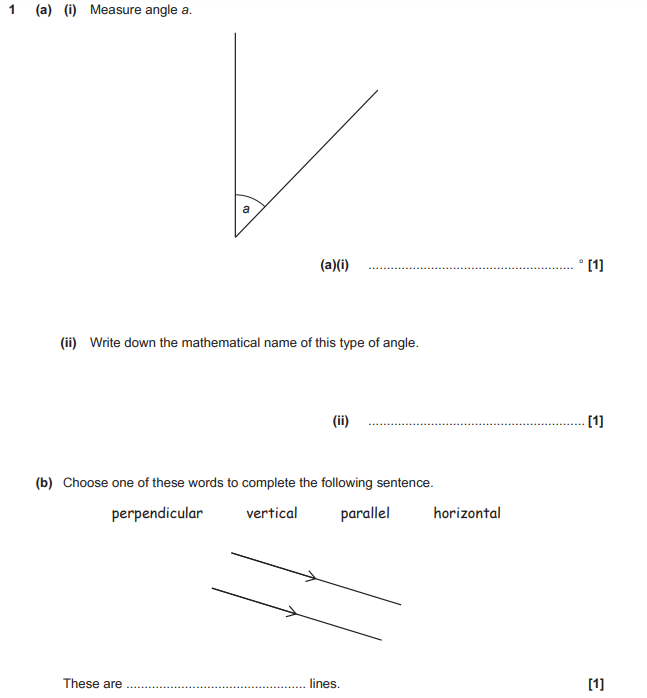 1 (a) (i) Measure angle a.
a
(a)(i) ...................................................... ° [1]
(ii) Write down the mathematical name of this type of angle.
(ii) ......................................................... [1]
(b) Choose one of these words to complete the following sentence.
perpendicular vertical parallel horizontal
These are ............................................... lines. [1]